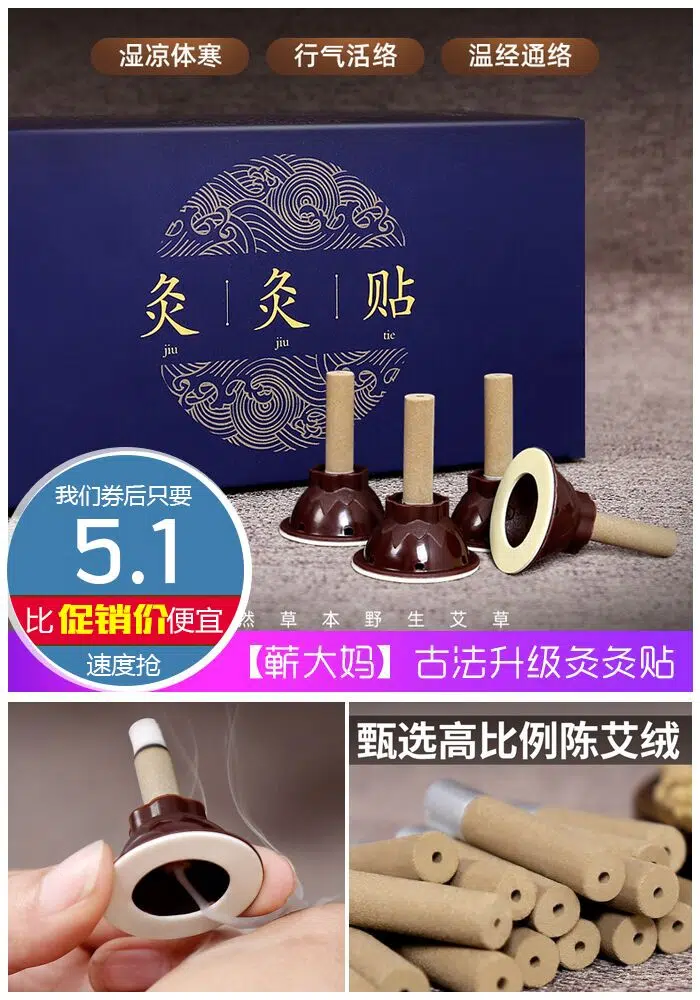 湿凉体寒
行气活络
温经通络
灸灸贴
jiu jiu tie
我们券后只要
5.1
比促销价便宜
速度抢
然草本野生艾草
【蕲大妈】古法升级灸灸贴
甄选高比例陈艾绒